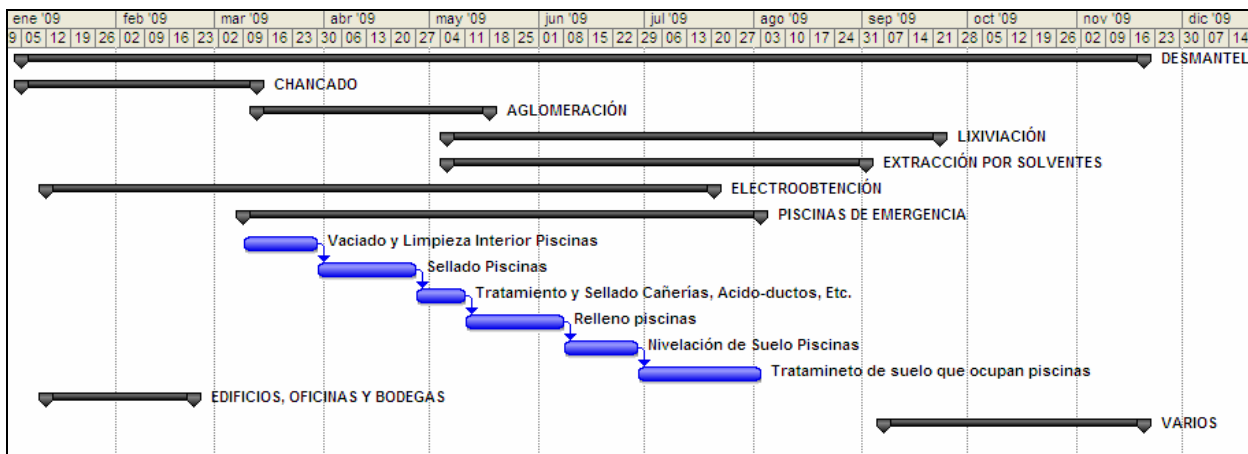 ene '09 feb '09 mar '09 abr '09 may '09 jun '09 jul '09 ago '09 sep '09 oct '09 nov '09 dic '09
9 05 12 19 26 02 09 16 23 02 09 16 23 30 06 13 20 27 04 11 18 25 01 08 15 22 29 06 13 20 27 03 10 17 24 31 07 14 21 28 05 12 19 26 02 09 16 23 30 07 14
DESMANTEL
CHANCADO
AGLOMERACIÓN
LIXIVIACIÓN
EXTRACCIÓN POR SOLVENTES
ELECTROOBTENCIÓN
PISCINAS DE EMERGENCIA
Vaciado y Limpieza Interior Piscinas
Sellado Piscinas
Tratamiento y Sellado Cañerías, Acido-ductos, Etc.
Relleno piscinas
Nivelación de Suelo Piscinas
Tratamineto de suelo que ocupan piscinas
EDIFICIOS, OFICINAS Y BODEGAS
VARIOS